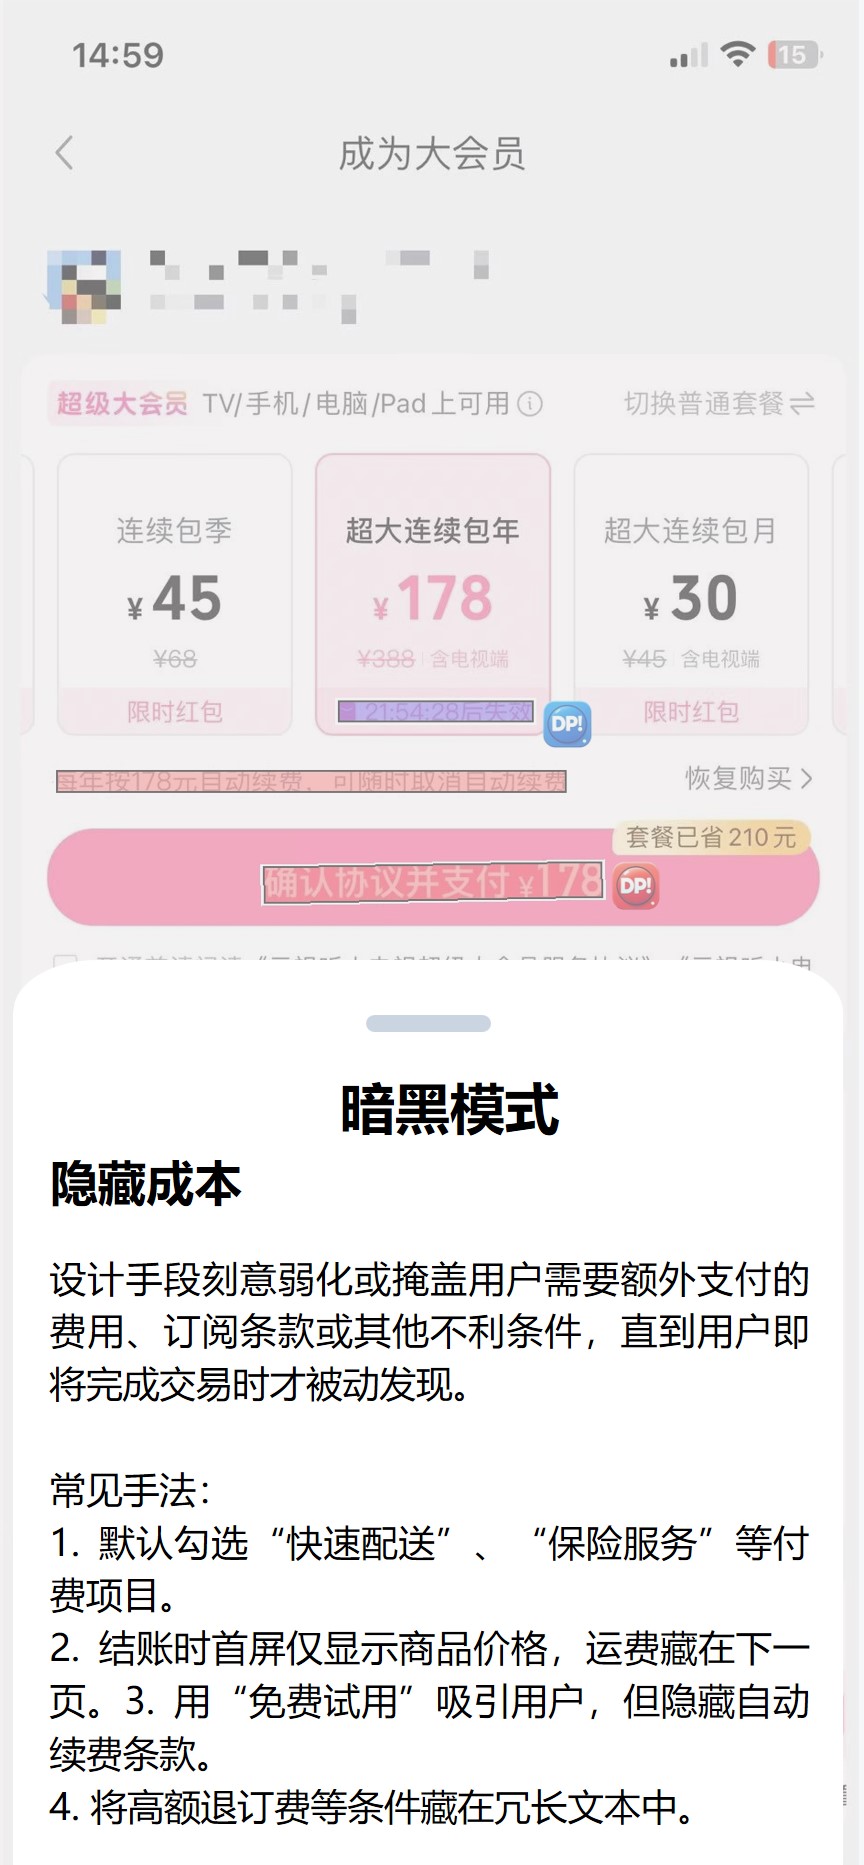 14:59
15
成为大会员
超级大会员 TV/手机/电脑/Pad上可用 切换普通套餐
连续包季 超大连续包年 超大连续包月
¥45 ¥178 ¥30
¥68 ¥388 含电视端 ¥45 含电视端
限时红包 21:54:28后失效 限时红包
DP!
每年按178元自动续费，可随时取消自动续费 恢复购买
套餐已省210元
确认协议并支付 ¥178
DP!
暗黑模式
隐藏成本
设计手段刻意弱化或掩盖用户需要额外支付的
费用、订阅条款或其他不利条件，直到用户即
将完成交易时才被动发现。
常见手法：
1. 默认勾选“快速配送”、“保险服务”等付
费项目。
2. 结账时首屏仅显示商品价格，运费藏在下一
页。3. 用“免费试用”吸引用户，但隐藏自动
续费条款。
4. 将高额退订费等条件藏在冗长文本中。